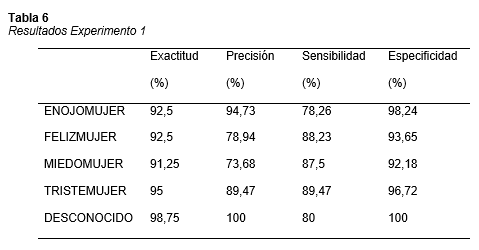 Tabla 6
Resultados Experimento 1
Exactitud Precisión Sensibilidad Especificidad
(%) (%) (%) (%)
ENOJOMUJER 92,5 94,73 78,26 98,24
FELIZMUJER 92,5 78,94 88,23 93,65
MIEDOMUJER 91,25 73,68 87,5 92,18
TRISTEMUJER 95 89,47 89,47 96,72
DESCONOCIDO 98,75 100 80 100